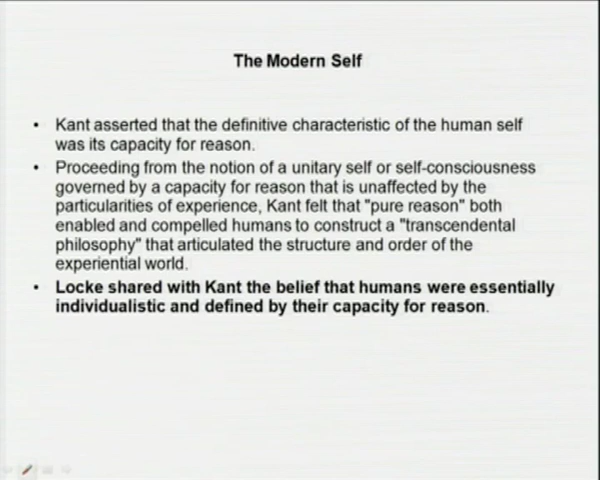 The Modern Self
• Kant asserted that the definitive characteristic of the human self
was its capacity for reason.
• Proceeding from the notion of a unitary self or self-consciousness
governed by a capacity for reason that is unaffected by the
particularities of experience, Kant felt that "pure reason" both
enabled and compelled humans to construct a "transcendental
philosophy" that articulated the structure and order of the
experiential world.
• Locke shared with Kant the belief that humans were essentially
individualistic and defined by their capacity for reason.